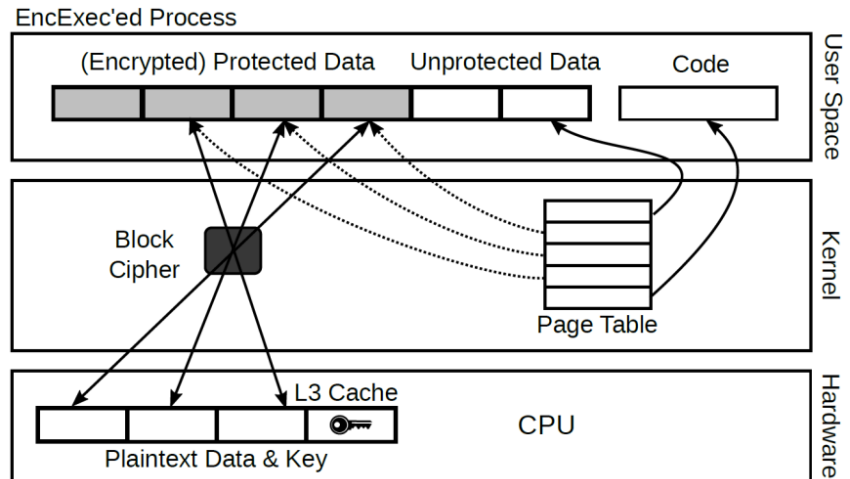 EncExec'ed Process
(Encrypted) Protected Data
Unprotected Data
Code
User Space
Block
Cipher
Page Table
Kernel
L3 Cache
Plaintext Data & Key
CPU
Hardware